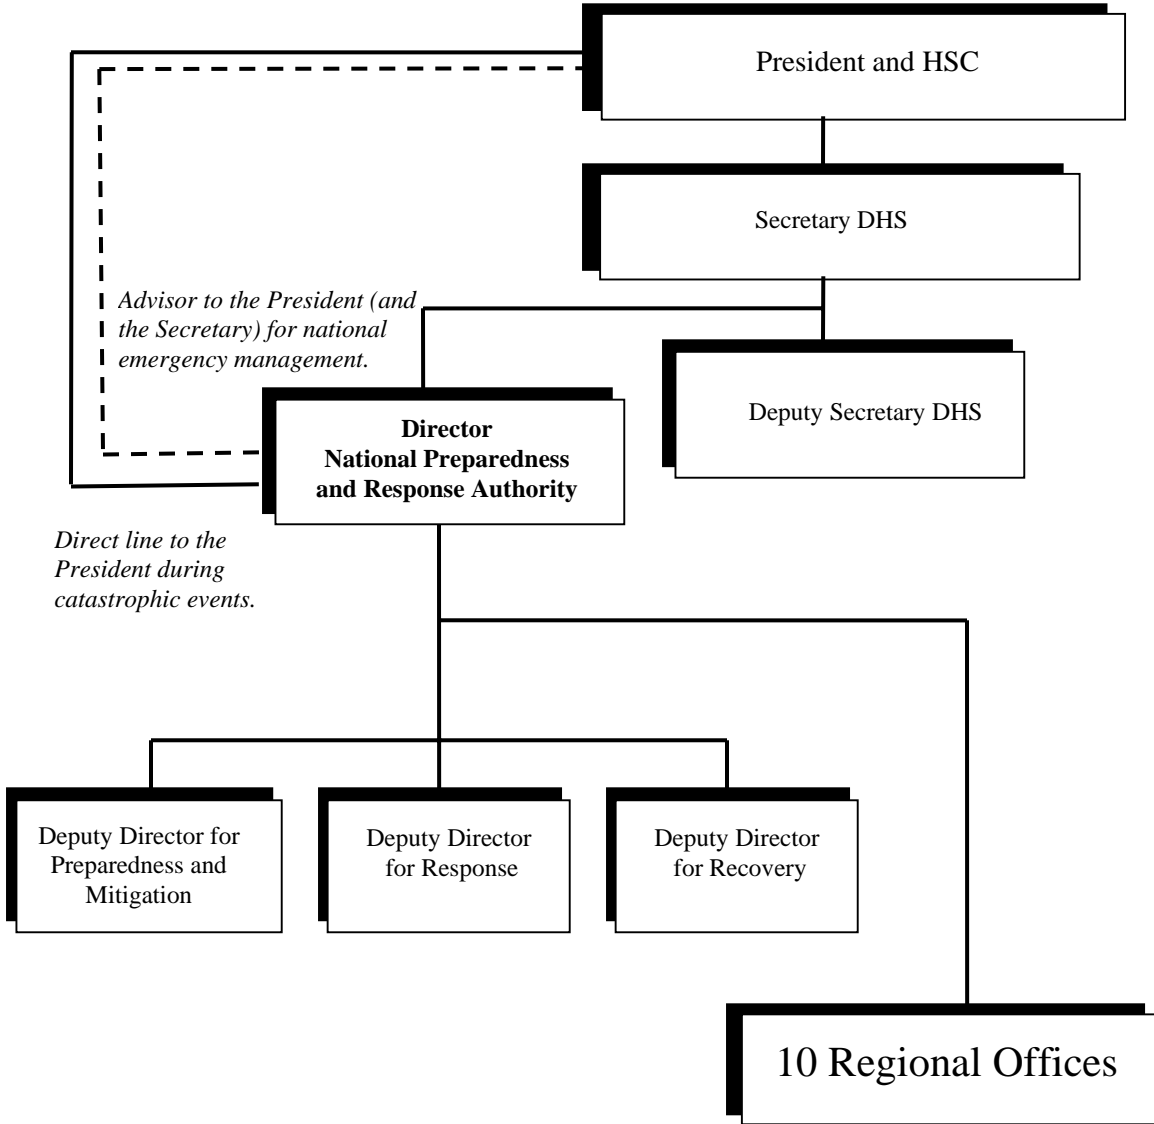 President and HSC
Secretary DHS
Advisor to the President (and
the Secretary) for national
emergency management.
Deputy Secretary DHS
Director
National Preparedness
and Response Authority
Direct line to the
President during
catastrophic events.
Deputy Director for
Preparedness and
Mitigation
Deputy Director
for Response
Deputy Director
for Recovery
10 Regional Offices